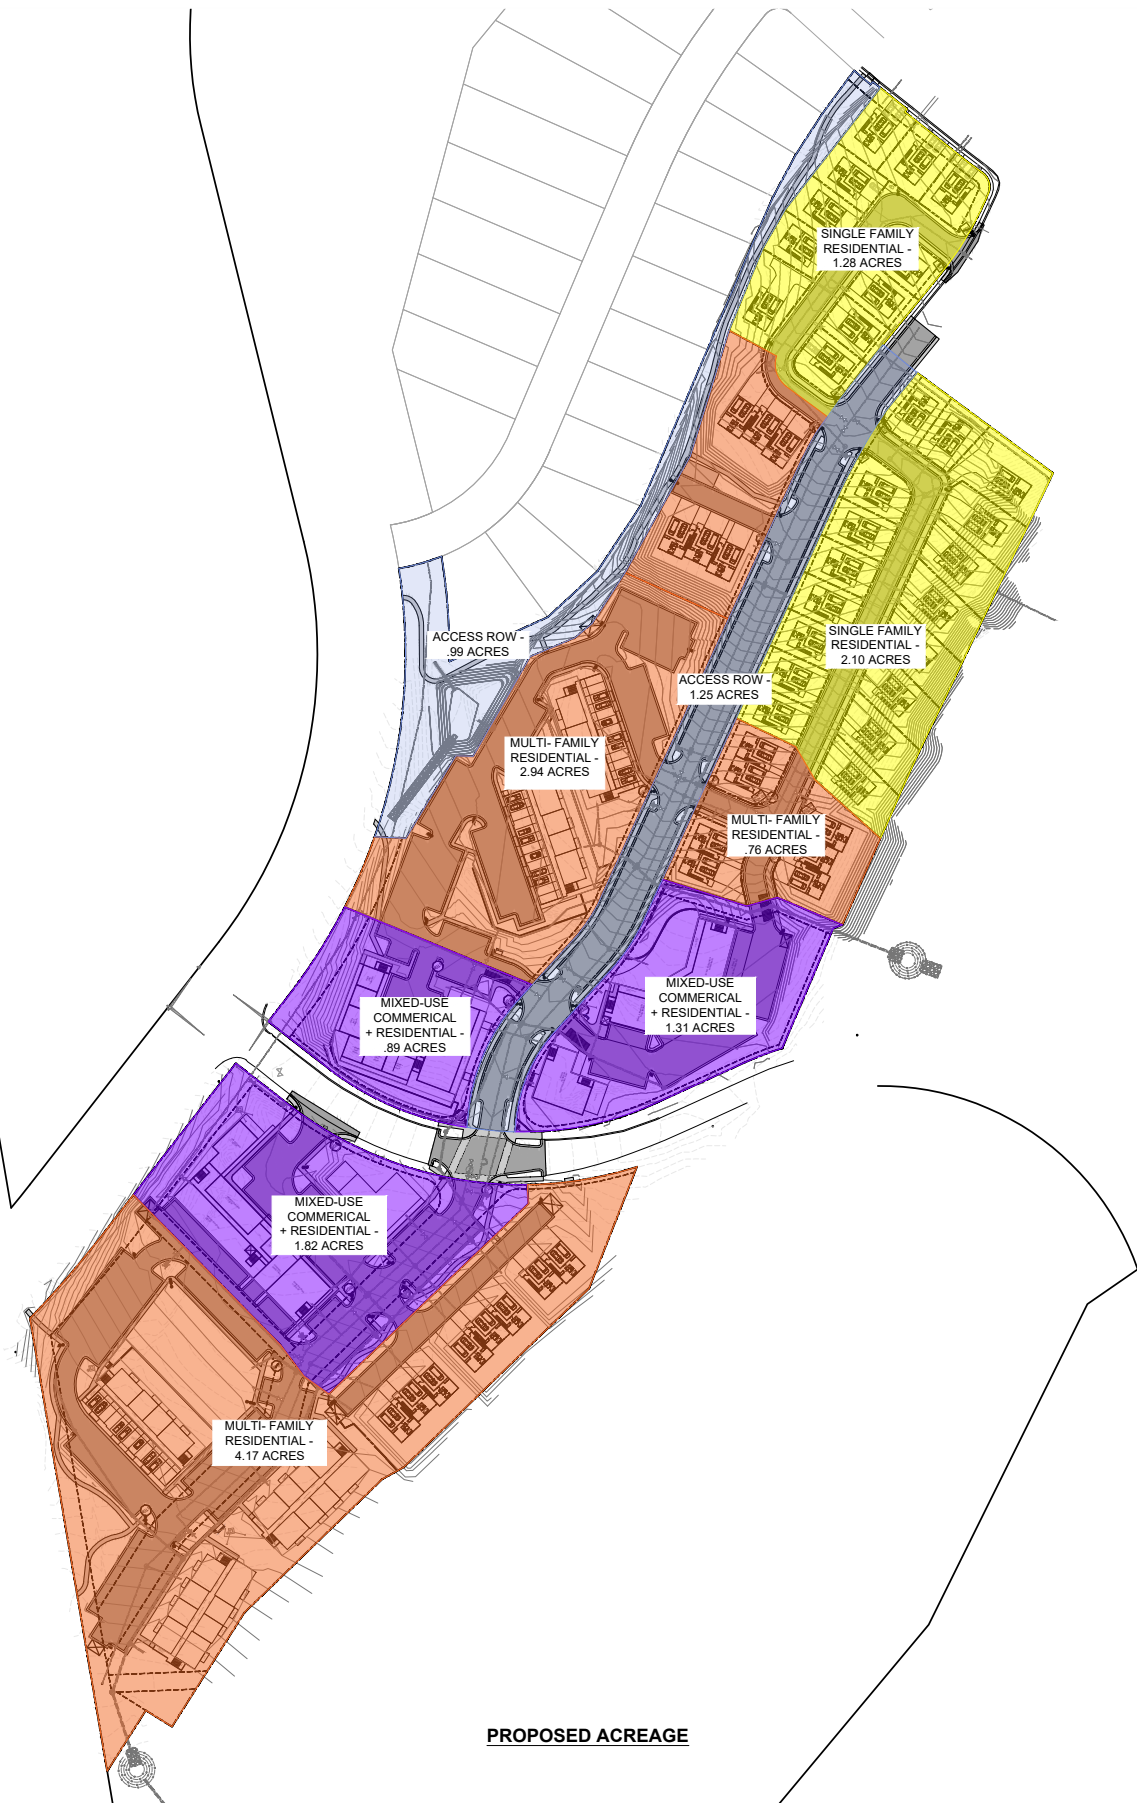 SINGLE FAMILY
RESIDENTIAL -
1.28 ACRES
ACCESS ROW -
.99 ACRES
SINGLE FAMILY
RESIDENTIAL -
2.10 ACRES
ACCESS ROW -
1.25 ACRES
MULTI- FAMILY
RESIDENTIAL -
2.94 ACRES
MULTI- FAMILY
RESIDENTIAL -
.76 ACRES
MIXED-USE
COMMERICAL
+ RESIDENTIAL -
1.31 ACRES
MIXED-USE
COMMERICAL
+ RESIDENTIAL -
.89 ACRES
MIXED-USE
COMMERICAL
+ RESIDENTIAL -
1.82 ACRES
MULTI- FAMILY
RESIDENTIAL -
4.17 ACRES
PROPOSED ACREAGE